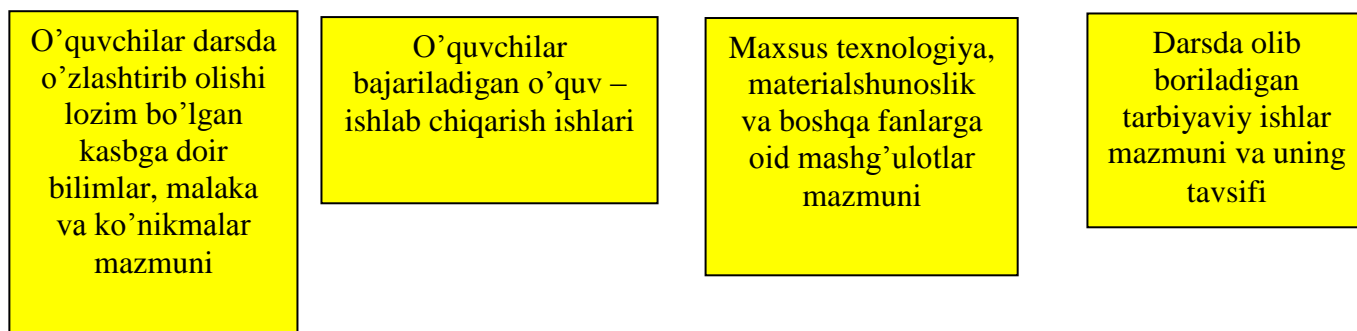 O’quvchilar darsda
o’zlashtirib olishi
lozim bo’lgan
kasbga doir
bilimlar, malaka
va ko’nikmalar
mazmuni
O’quvchilar
bajariladigan o’quv –
ishlab chiqarish ishlari
Maxsus texnologiya,
materialshunoslik
va boshqa fanlarga
oid mashg’ulotlar
mazmuni
Darsda olib
boriladigan
tarbiyaviy ishlar
mazmuni va uning
tavsifi